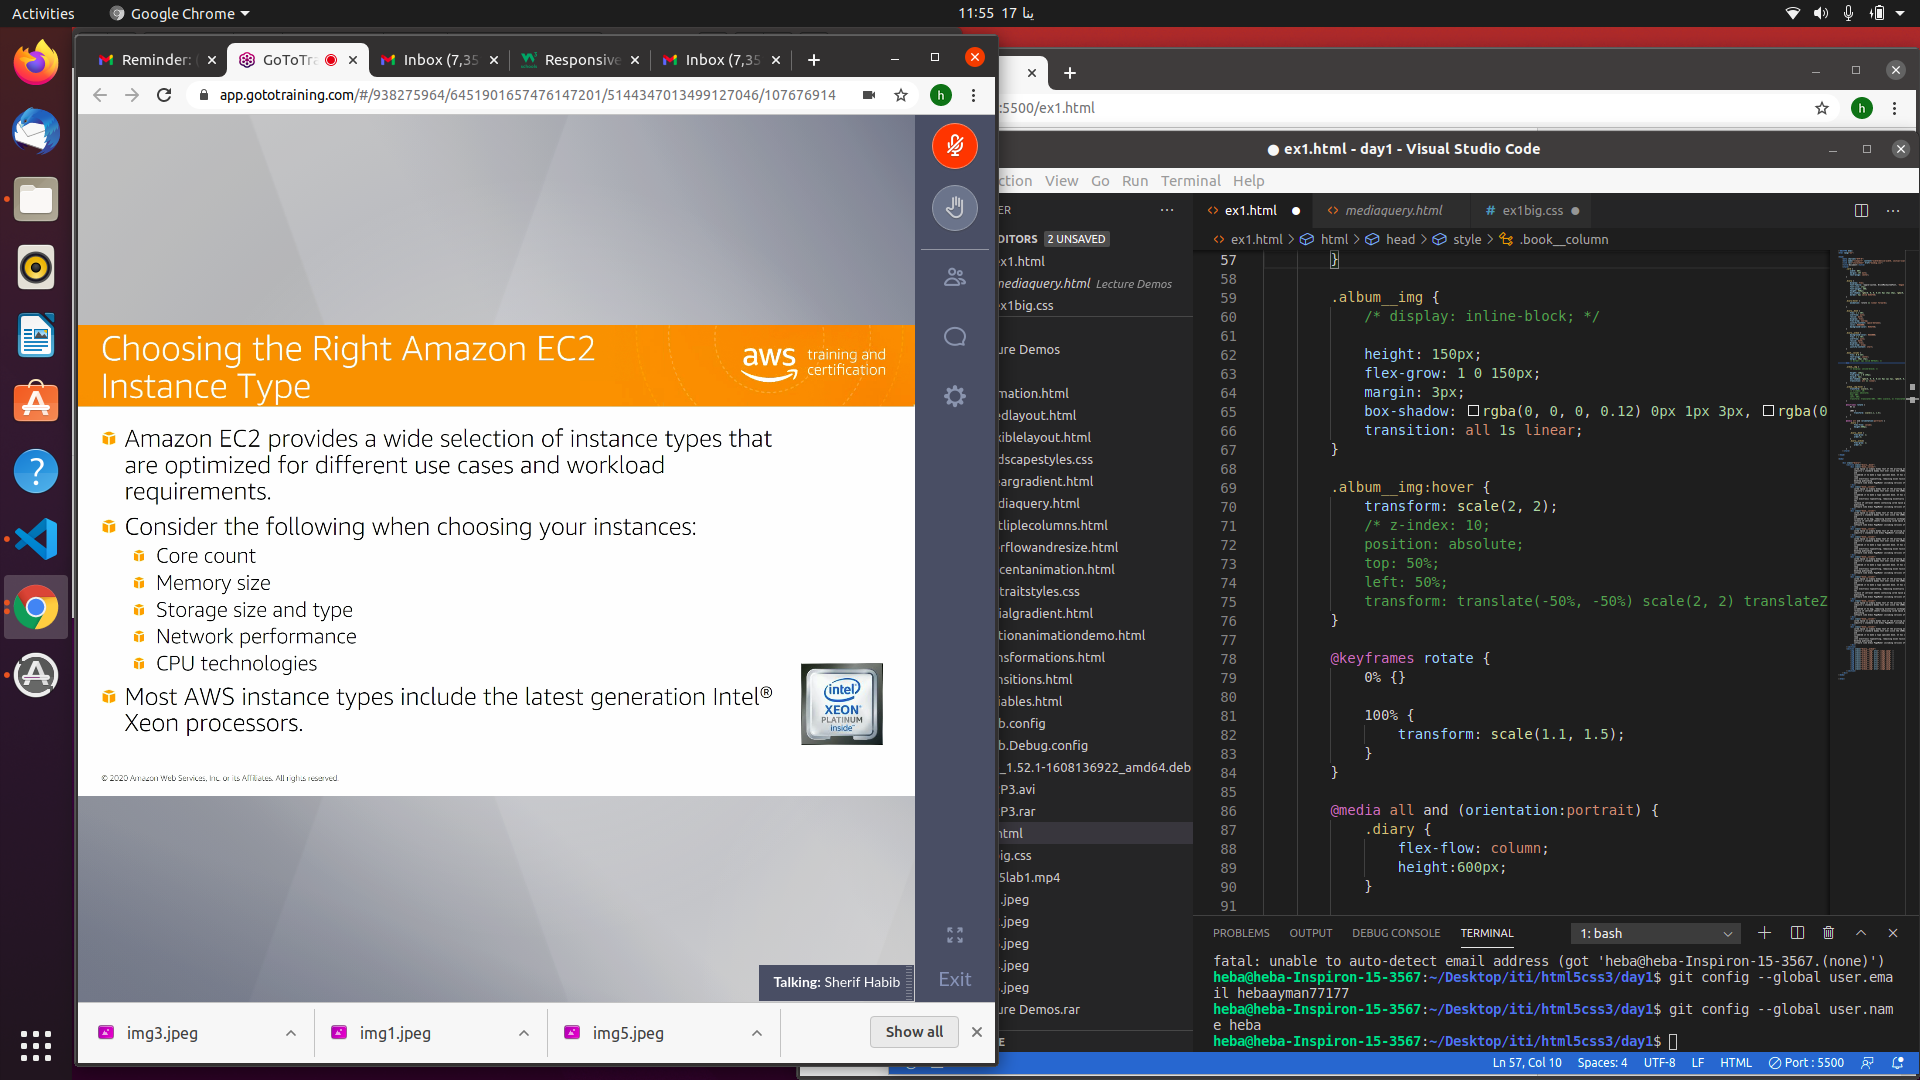 Activities
Google Chrome
11:55 17 ينا
Reminder: (
GoToTra
Inbox (7,35
Responsive
Inbox (7,35
app.gototraining.com/#/938275964/6451901657476147201/5144347013499127046/107676914
h
Choosing the Right Amazon EC2
Instance Type
aws training and
certification
Amazon EC2 provides a wide selection of instance types that
are optimized for different use cases and workload
requirements.
Consider the following when choosing your instances:
Core count
Memory size
Storage size and type
Network performance
CPU technologies
Most AWS instance types include the latest generation Intel®
Xeon processors.
intel
XEON
PLATINUM
inside™
© 2020 Amazon Web Services, Inc. or its Affiliates. All rights reserved.
Talking: Sherif Habib
Exit
img3.jpeg
img1.jpeg
img5.jpeg
Show all
:5500/ex1.html
h
● ex1.html - day1 - Visual Studio Code
ction View Go Run Terminal Help
ER
DITORS 2 UNSAVED
ex1.html
mediaquery.html Lecture Demos
ex1big.css
ure Demos
mation.html
edlayout.html
xiblelayout.html
dscapestyles.css
eargradient.html
diaquery.html
tiplecolumns.html
erflowandresize.html
centanimation.html
traitstyles.css
ialgradient.html
tionanimationdemo.html
nsformations.html
nsitions.html
iables.html
b.config
b.Debug.config
_1.52.1-1608136922_amd64.deb
P3.avi
P3.rar
html
ig.css
5lab1.mp4
.jpeg
.jpeg
.jpeg
.jpeg
.jpeg
ure Demos.rar
E
ex1.html
mediaquery.html
# ex1big.css
ex1.html > html > head > style > .book__column
57 }
58
59 .album__img {
60 /* display: inline-block; */
61
62 height: 150px;
63 flex-grow: 1 0 150px;
64 margin: 3px;
65 box-shadow: rgba(0, 0, 0, 0.12) 0px 1px 3px, rgba(0
66 transition: all 1s linear;
67 }
68
69 .album__img:hover {
70 transform: scale(2, 2);
71 /* z-index: 10;
72 position: absolute;
73 top: 50%;
74 left: 50%;
75 transform: translate(-50%, -50%) scale(2, 2) translateZ
76 }
77
78 @keyframes rotate {
79 0% {}
80
81 100% {
82 transform: scale(1.1, 1.5);
83 }
84 }
85
86 @media all and (orientation:portrait) {
87 .diary {
88 flex-flow: column;
89 height:600px;
90 }
91
PROBLEMS OUTPUT DEBUG CONSOLE TERMINAL 1: bash
fatal: unable to auto-detect email address (got 'heba@heba-Inspiron-15-3567.(none)')
heba@heba-Inspiron-15-3567:~/Desktop/iti/html5css3/day1$ git config --global user.ema
il hebaayman77177
heba@heba-Inspiron-15-3567:~/Desktop/iti/html5css3/day1$ git config --global user.nam
e heba
heba@heba-Inspiron-15-3567:~/Desktop/iti/html5css3/day1$
Ln 57, Col 10 Spaces: 4 UTF-8 LF HTML Port : 5500